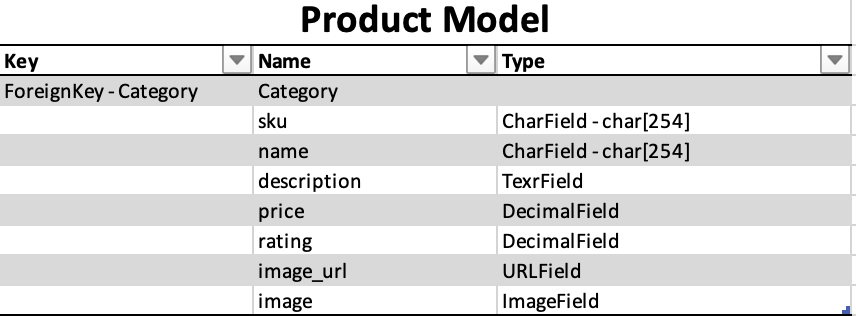 Product Model
Key Name Type
ForeignKey - Category Category
sku CharField - char[254]
name CharField - char[254]
description TexrField
price DecimalField
rating DecimalField
image_url URLField
image ImageField